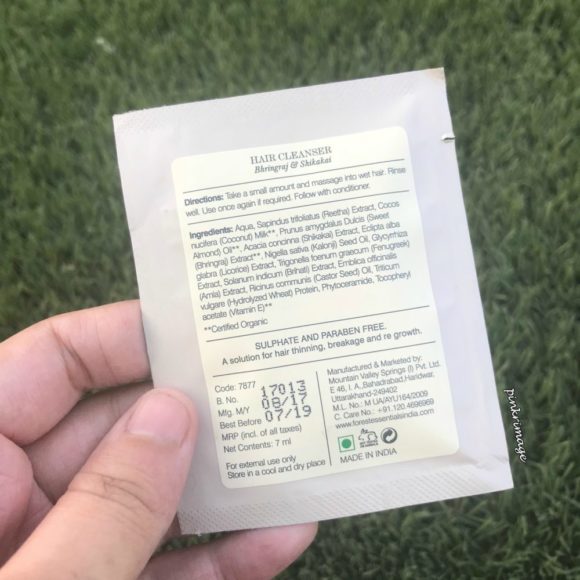 HAIR CLEANSER
Bhringraj & Shikakai
Directions: Take a small amount and massage into wet hair. Rinse
well. Use once again if required. Follow with conditioner.
Ingredients: Aqua, Sapindus trifoliatus (Reetha) Extract, Cocos
nucifera (Coconut) Milk**, Prunus amygdalus Dulcis (Sweet
Almond) Oil**, Acacia concinna (Shikakai) Extract, Eclipta alba
(Bhringraj) Extract**, Nigella sativa (Kalonji) Seed Oil, Glycyrrhiza
glabra (Licorice) Extract, Trigonella foenum graecum (Fenugreek)
Extract, Solanum indicum (Brihati) Extract, Emblica officinalis
(Amla) Extract, Ricinus communis (Castor Seed) Oil, Triticum
vulgare (Hydrolyzed Wheat) Protein, Phytoceramide, Tocopheryl
acetate (Vitamin E)**
**Certified Organic
SULPHATE AND PARABEN FREE.
A solution for hair thinning, breakage and re growth.
Code: 7877
B. No. 17013
Mfg. M/Y 08/17
Best Before 07/19
MRP (incl. of all taxes)
Net Contents: 7 ml
For external use only
Store in a cool and dry place
Manufactured & Marketed by:
Mountain Valley Springs (I) Pvt. Ltd.
E 46, I. A., Bahadrabad, Haridwar,
Uttarakhand-249402
M.L. No.: M UA/AYU164/2009
C. Care No.: +91.120.4696969
www.forestessentialsindia.com
MADE IN INDIA
pinkrimage